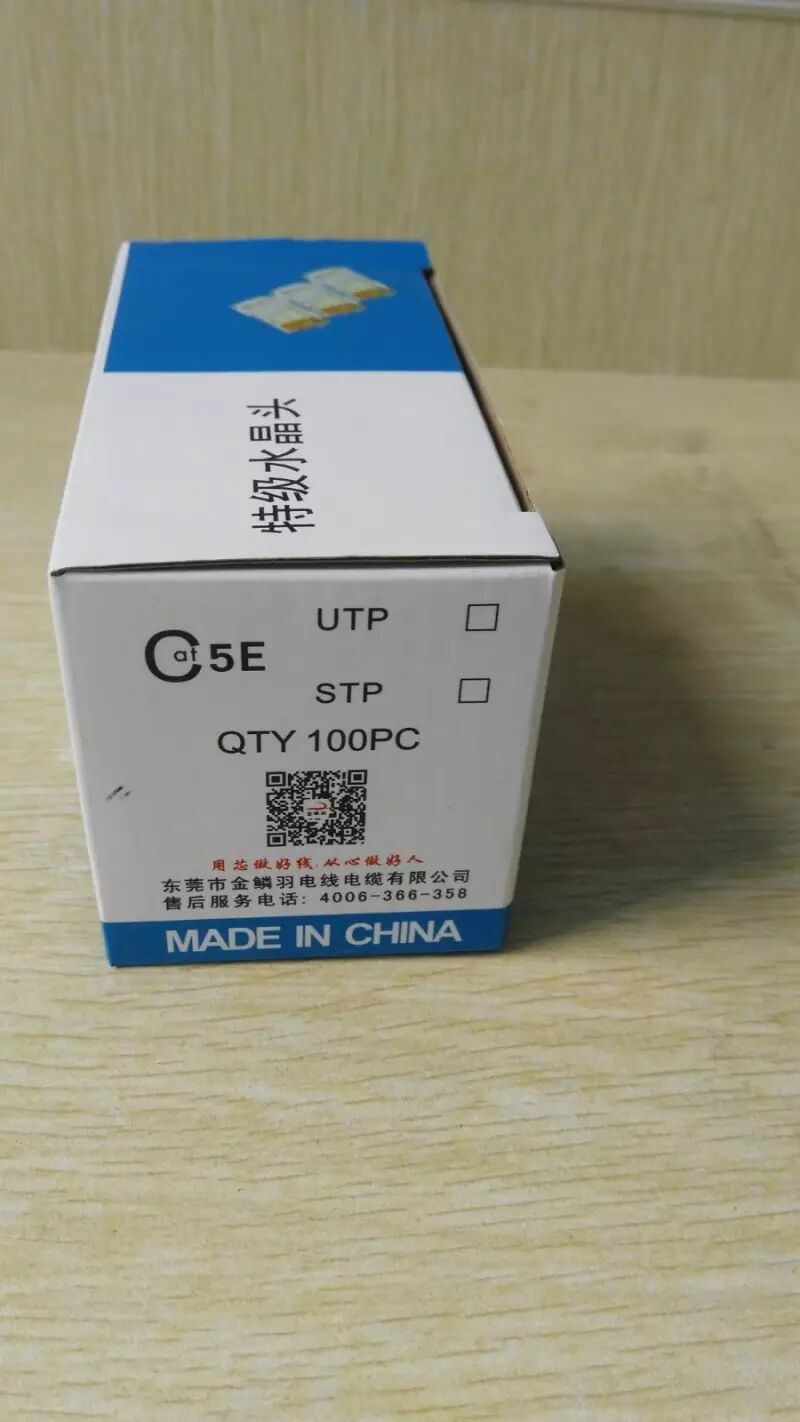 特级水晶头
UTP □
Cat 5E
STP □
QTY 100PC
用芯做好线.从心做好人
东莞市金鳞羽电线电缆有限公司
售后服务电话: 4006-366-358
MADE IN CHINA